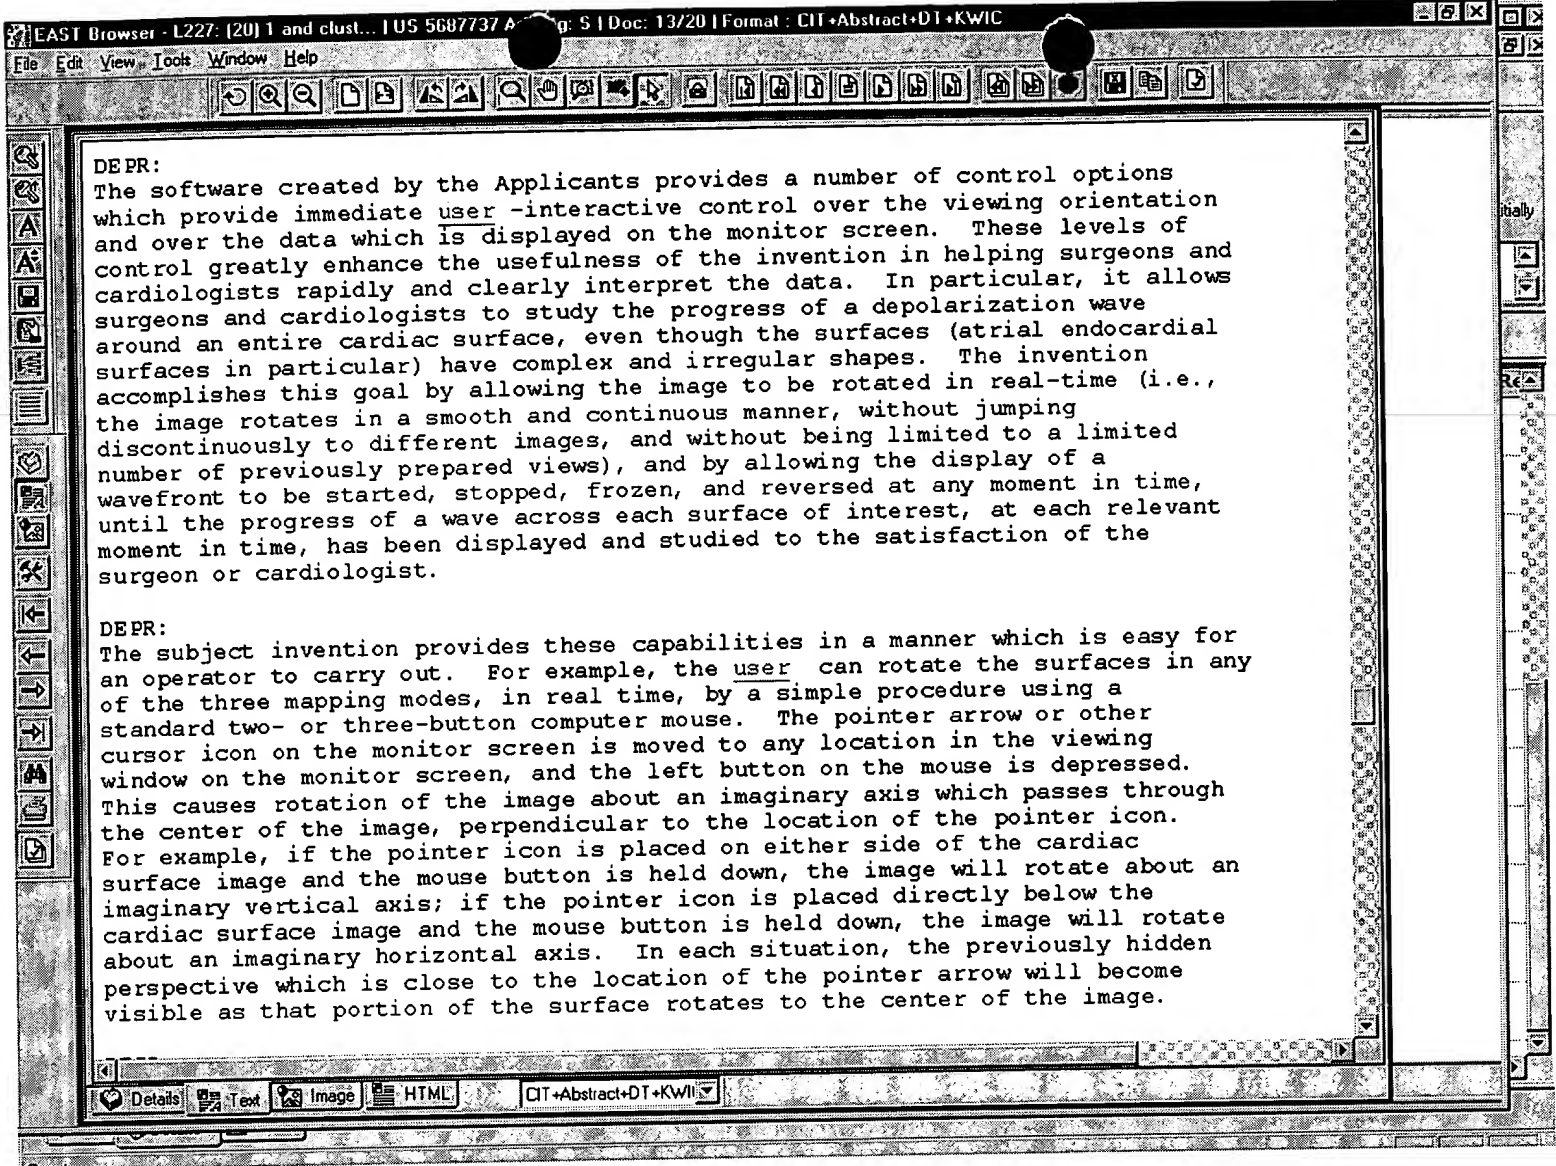 EAST Browser - L227: (20) 1 and clust... | US 5687737 A g: S | Doc: 13/20 | Format : CIT+Abstract+DT+KWIC
File Edit View Tools Window Help
DEPR:
The software created by the Applicants provides a number of control options
which provide immediate user -interactive control over the viewing orientation
and over the data which is displayed on the monitor screen. These levels of
control greatly enhance the usefulness of the invention in helping surgeons and
cardiologists rapidly and clearly interpret the data. In particular, it allows
surgeons and cardiologists to study the progress of a depolarization wave
around an entire cardiac surface, even though the surfaces (atrial endocardial
surfaces in particular) have complex and irregular shapes. The invention
accomplishes this goal by allowing the image to be rotated in real-time (i.e.,
the image rotates in a smooth and continuous manner, without jumping
discontinuously to different images, and without being limited to a limited
number of previously prepared views), and by allowing the display of a
wavefront to be started, stopped, frozen, and reversed at any moment in time,
until the progress of a wave across each surface of interest, at each relevant
moment in time, has been displayed and studied to the satisfaction of the
surgeon or cardiologist.
DEPR:
The subject invention provides these capabilities in a manner which is easy for
an operator to carry out. For example, the user can rotate the surfaces in any
of the three mapping modes, in real time, by a simple procedure using a
standard two- or three-button computer mouse. The pointer arrow or other
cursor icon on the monitor screen is moved to any location in the viewing
window on the monitor screen, and the left button on the mouse is depressed.
This causes rotation of the image about an imaginary axis which passes through
the center of the image, perpendicular to the location of the pointer icon.
For example, if the pointer icon is placed on either side of the cardiac
surface image and the mouse button is held down, the image will rotate about an
imaginary vertical axis; if the pointer icon is placed directly below the
cardiac surface image and the mouse button is held down, the image will rotate
about an imaginary horizontal axis. In each situation, the previously hidden
perspective which is close to the location of the pointer arrow will become
visible as that portion of the surface rotates to the center of the image.
Details Text Image HTML CIT+Abstract+DT+KWI
itially
Re